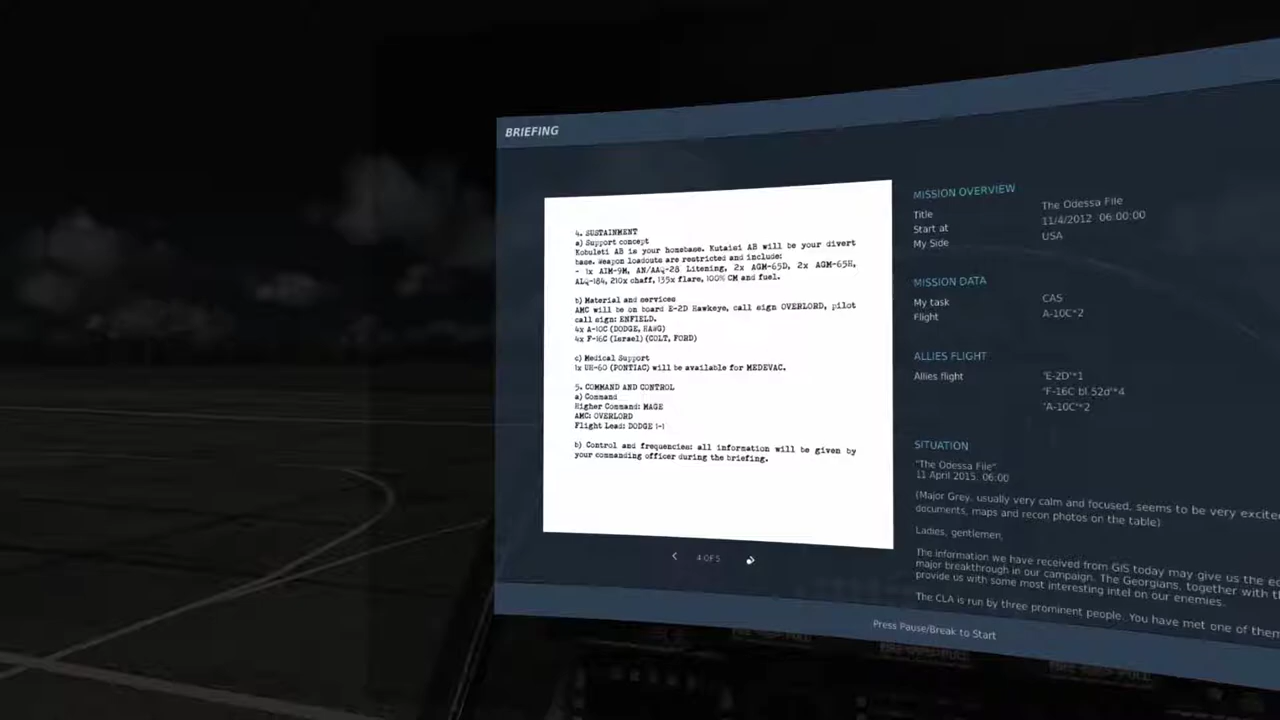 BRIEFING
4. SUSTAINMENT
a) Support concept
Kobuleti AB is your homebase. Kutaisi AB will be your divert
base. Weapon loadouts are restricted and include:
- 1x AIM-9M, AN/AAQ-28 Litening, 2x AGM-65D, 2x AGM-65H,
ALQ-184, 210x chaff, 135x flare, 100% CM and fuel.
b) Material and services
AMC will be on board E-2D Hawkeye, call sign OVERLORD, pilot
call sign: ENFIELD.
4x A-10C (DODGE, HAWG)
4x F-16C (Israel) (COLT, FORD)
c) Medical Support
1x UH-60 (PONTIAC) will be available for MEDEVAC.
5. COMMAND AND CONTROL
a) Command
Higher Command: MAGE
AMC: OVERLORD
Flight Lead: DODGE 1-1
b) Control and frequencies: all information will be given by
your commanding officer during the briefing.
4 OF 5
MISSION OVERVIEW
Title The Odessa File
Start at 11/4/2012 06:00:00
My Side USA
MISSION DATA
My task CAS
Flight A-10C*2
ALLIES FLIGHT
Allies flight 'E-2D'*1
'F-16C bl.52d'*4
'A-10C'*2
SITUATION
"The Odessa File"
11 April 2015, 06:00
(Major Grey, usually very calm and focused, seems to be very excite
documents, maps and recon photos on the table)
Ladies, gentlemen,
The information we have received from GIS today may give us the e
major breakthrough in our campaign. The Georgians, together with t
provide us with some most interesting intel on our enemies.
The CLA is run by three prominent people. You have met one of them
Press Pause/Break to Start